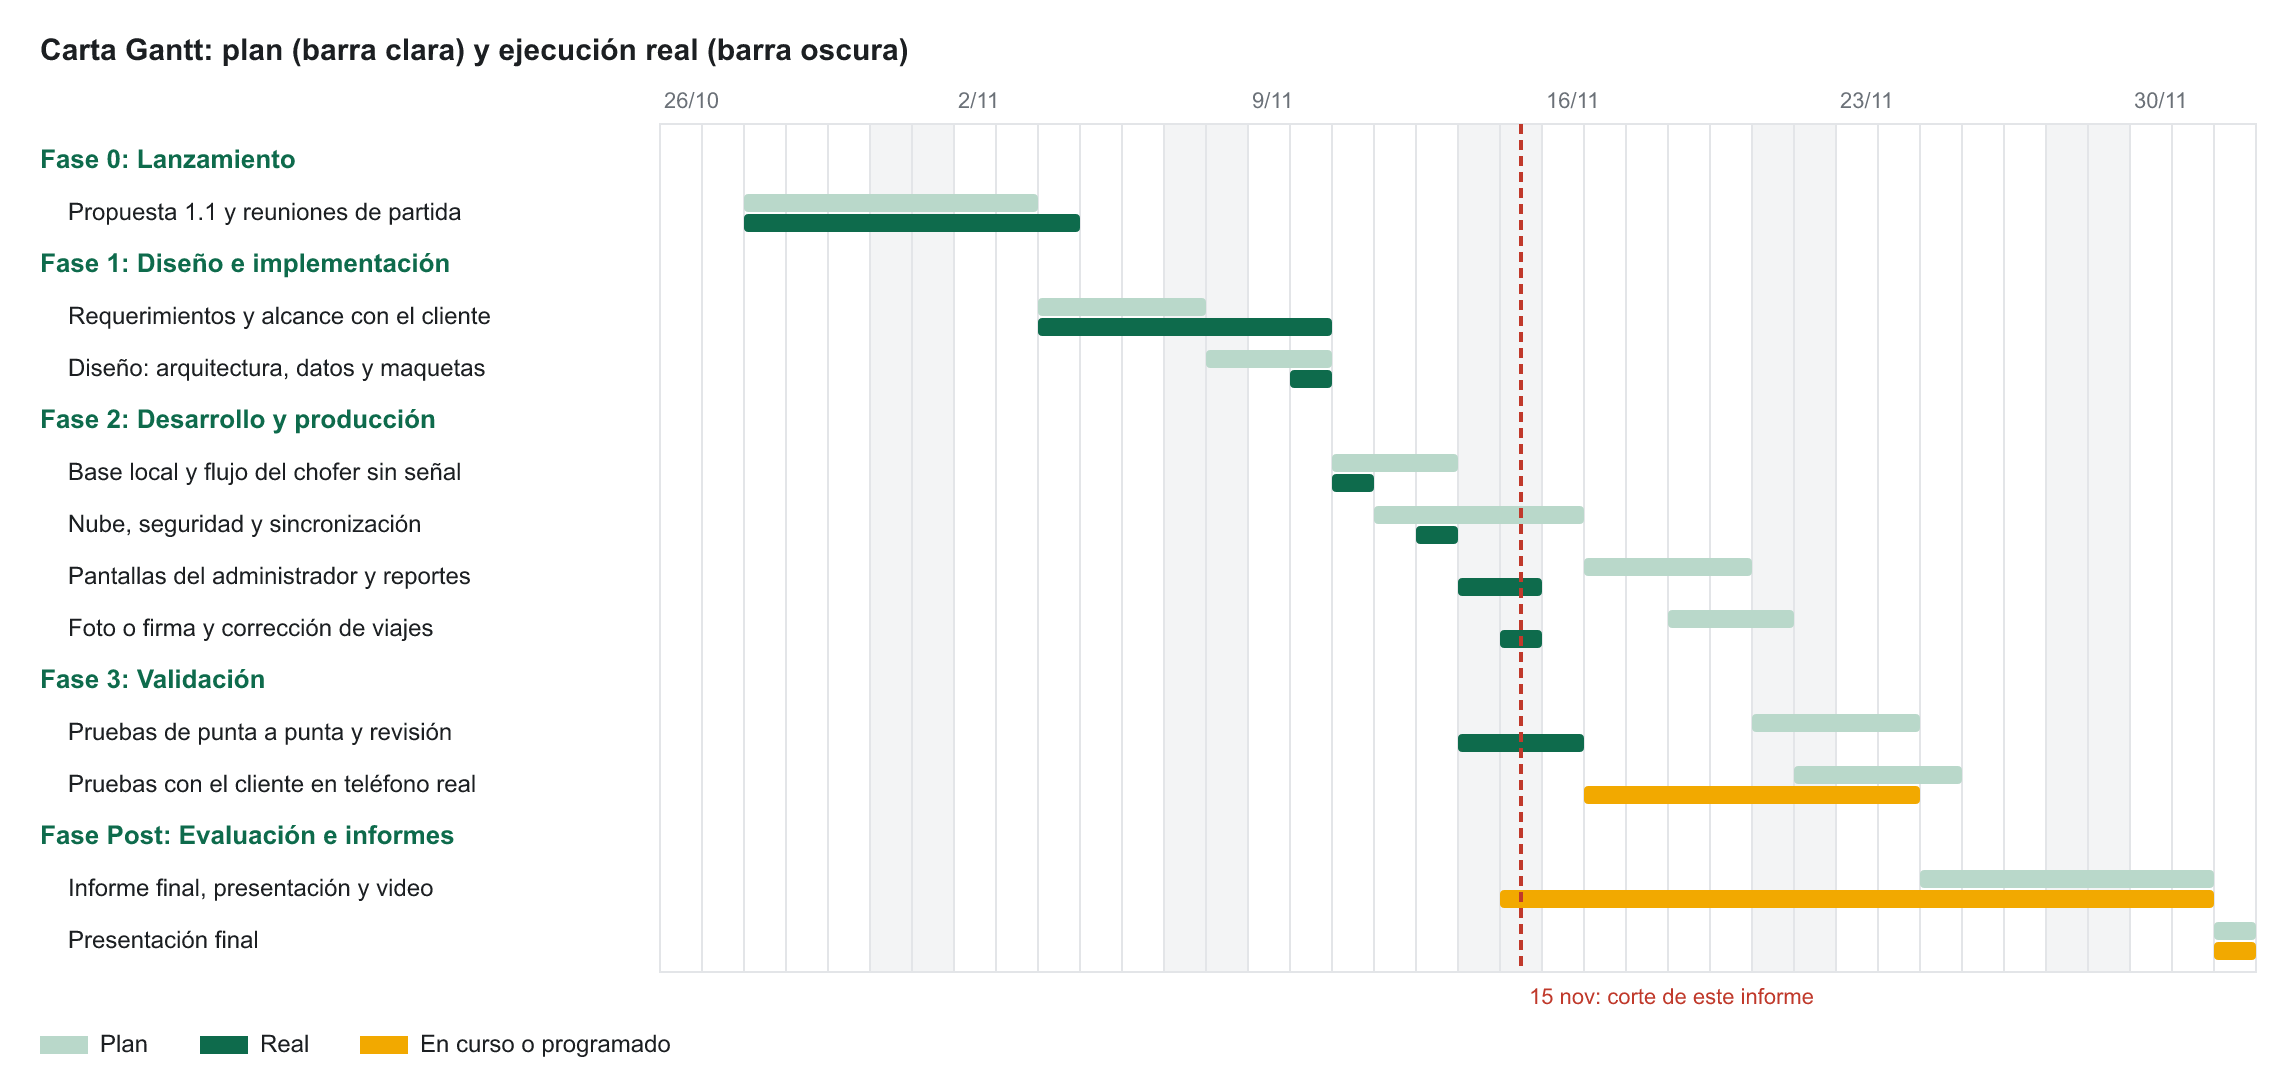 Carta Gantt: plan (barra clara) y ejecución real (barra oscura)
26/10 2/11 9/11 16/11 23/11 30/11
Fase 0: Lanzamiento
Propuesta 1.1 y reuniones de partida
Fase 1: Diseño e implementación
Requerimientos y alcance con el cliente
Diseño: arquitectura, datos y maquetas
Fase 2: Desarrollo y producción
Base local y flujo del chofer sin señal
Nube, seguridad y sincronización
Pantallas del administrador y reportes
Foto o firma y corrección de viajes
Fase 3: Validación
Pruebas de punta a punta y revisión
Pruebas con el cliente en teléfono real
Fase Post: Evaluación e informes
Informe final, presentación y video
Presentación final
15 nov: corte de este informe
Plan Real En curso o programado